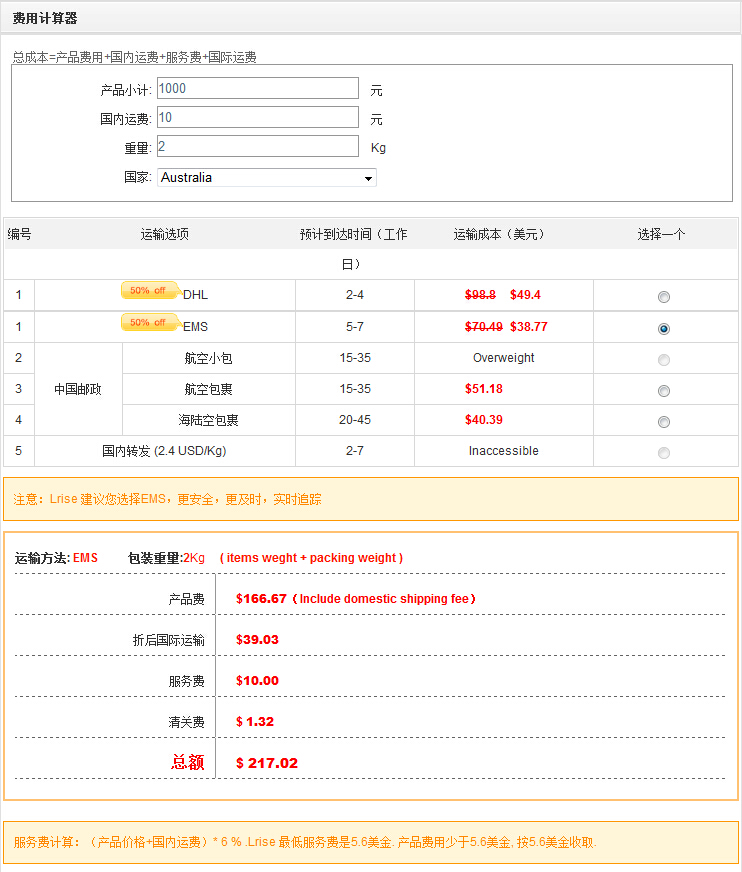 费用计算器
总成本=产品费用+国内运费+服务费+国际运费
产品小计: 1000 元
国内运费: 10 元
重量: 2 Kg
国家: Australia
编号 运输选项 预计到达时间（工作日） 运输成本（美元） 选择一个
1 50% off DHL 2-4 $98.8 $49.4
1 50% off EMS 5-7 $70.49 $38.77
2 航空小包 15-35 Overweight
中国邮政
3 航空包裹 15-35 $51.18
4 海陆空包裹 20-45 $40.39
5 国内转发 (2.4 USD/Kg) 2-7 Inaccessible
注意：Lrise 建议您选择EMS，更安全，更及时，实时追踪
运输方法: EMS 包装重量:2Kg ( items weght + packing weight )
产品费 $166.67（Include domestic shipping fee）
折后国际运输 $39.03
服务费 $10.00
清关费 $ 1.32
总额 $ 217.02
服务费计算：（产品价格+国内运费）* 6 % .Lrise 最低服务费是5.6美金. 产品费用少于5.6美金, 按5.6美金收取.